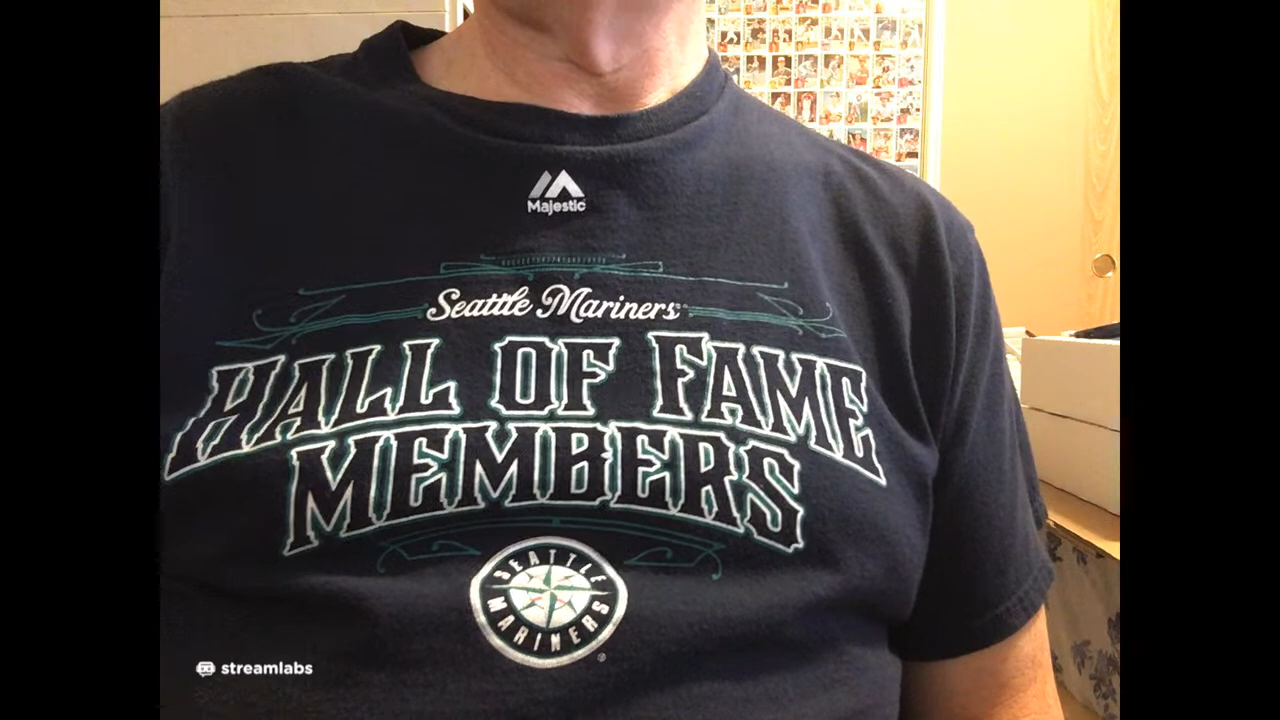 Majestic
Seattle Mariners
HALL OF FAME
MEMBERS
SEATTLE
MARINERS
streamlabs